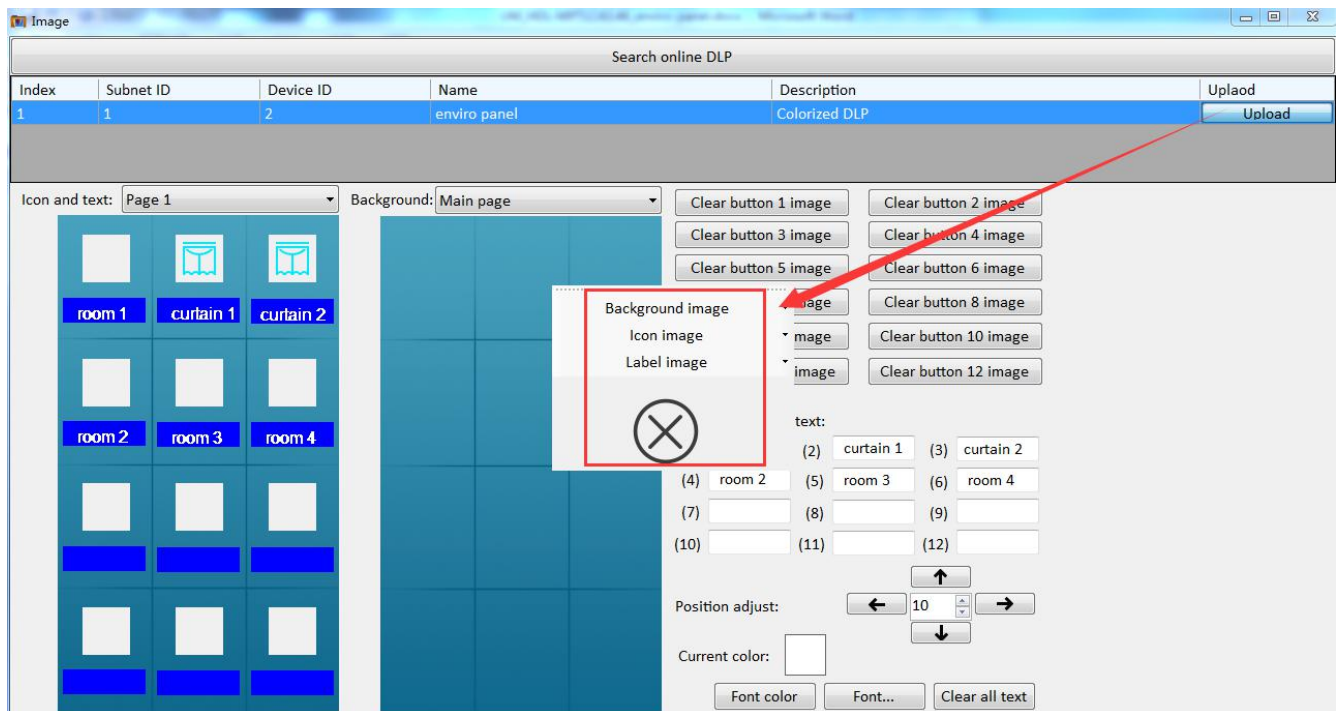 Image
Search online DLP
Index Subnet ID Device ID Name Description Uplaod
1 1 2 enviro panel Colorized DLP Upload
Icon and text: Page 1 Background: Main page
Clear button 1 image Clear button 2 image
Clear button 3 image Clear button 4 image
Clear button 5 image Clear button 6 image
Clear button 8 image
mage Clear button 10 image
image Clear button 12 image
room 1 curtain 1 curtain 2
room 2 room 3 room 4
Background image
Icon image
Label image
text:
(2) curtain 1 (3) curtain 2
(4) room 2 (5) room 3 (6) room 4
(7) (8) (9)
(10) (11) (12)
Position adjust: 10
Current color:
Font color Font... Clear all text